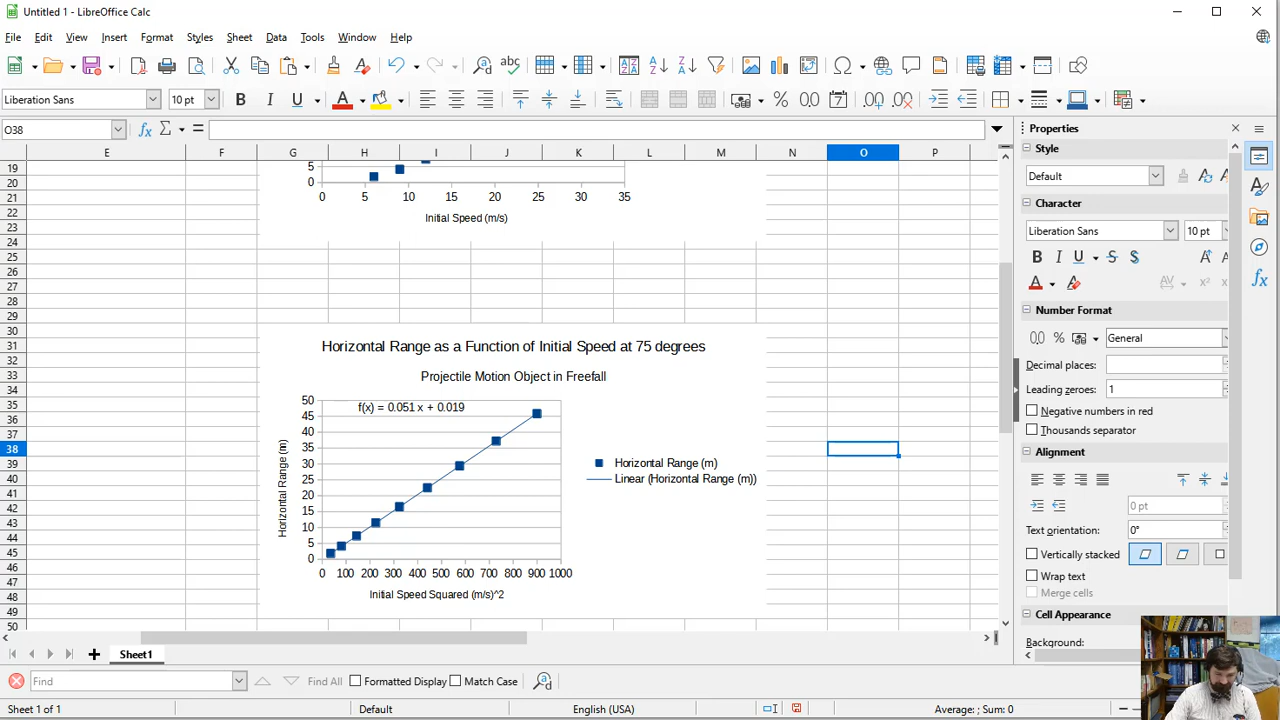 Untitled 1 - LibreOffice Calc
File Edit View Insert Format Styles Sheet Data Tools Window Help
Liberation Sans 10 pt
O38
Properties
E F G H I J K L M N O P
Style
Default
Character
Liberation Sans 10 pt
Number Format
General
Decimal places:
Leading zeroes: 1
Negative numbers in red
Thousands separator
Alignment
0 pt
Text orientation: 0°
Vertically stacked
Wrap text
Merge cells
Cell Appearance
Background:
19
20
21
22
23
24
25
26
27
28
29
30
31
32
33
34
35
36
37
38
39
40
41
42
43
44
45
46
47
48
49
50
5
0
0 5 10 15 20 25 30 35
Initial Speed (m/s)
Horizontal Range as a Function of Initial Speed at 75 degrees
Projectile Motion Object in Freefall
f(x) = 0.051 x + 0.019
Horizontal Range (m)
50
45
40
35
30
25
20
15
10
5
0
0 100 200 300 400 500 600 700 800 900 1000
Initial Speed Squared (m/s)^2
Horizontal Range (m)
Linear (Horizontal Range (m))
Sheet1
Find Find All Formatted Display Match Case
Sheet 1 of 1 Default English (USA) Average: ; Sum: 0